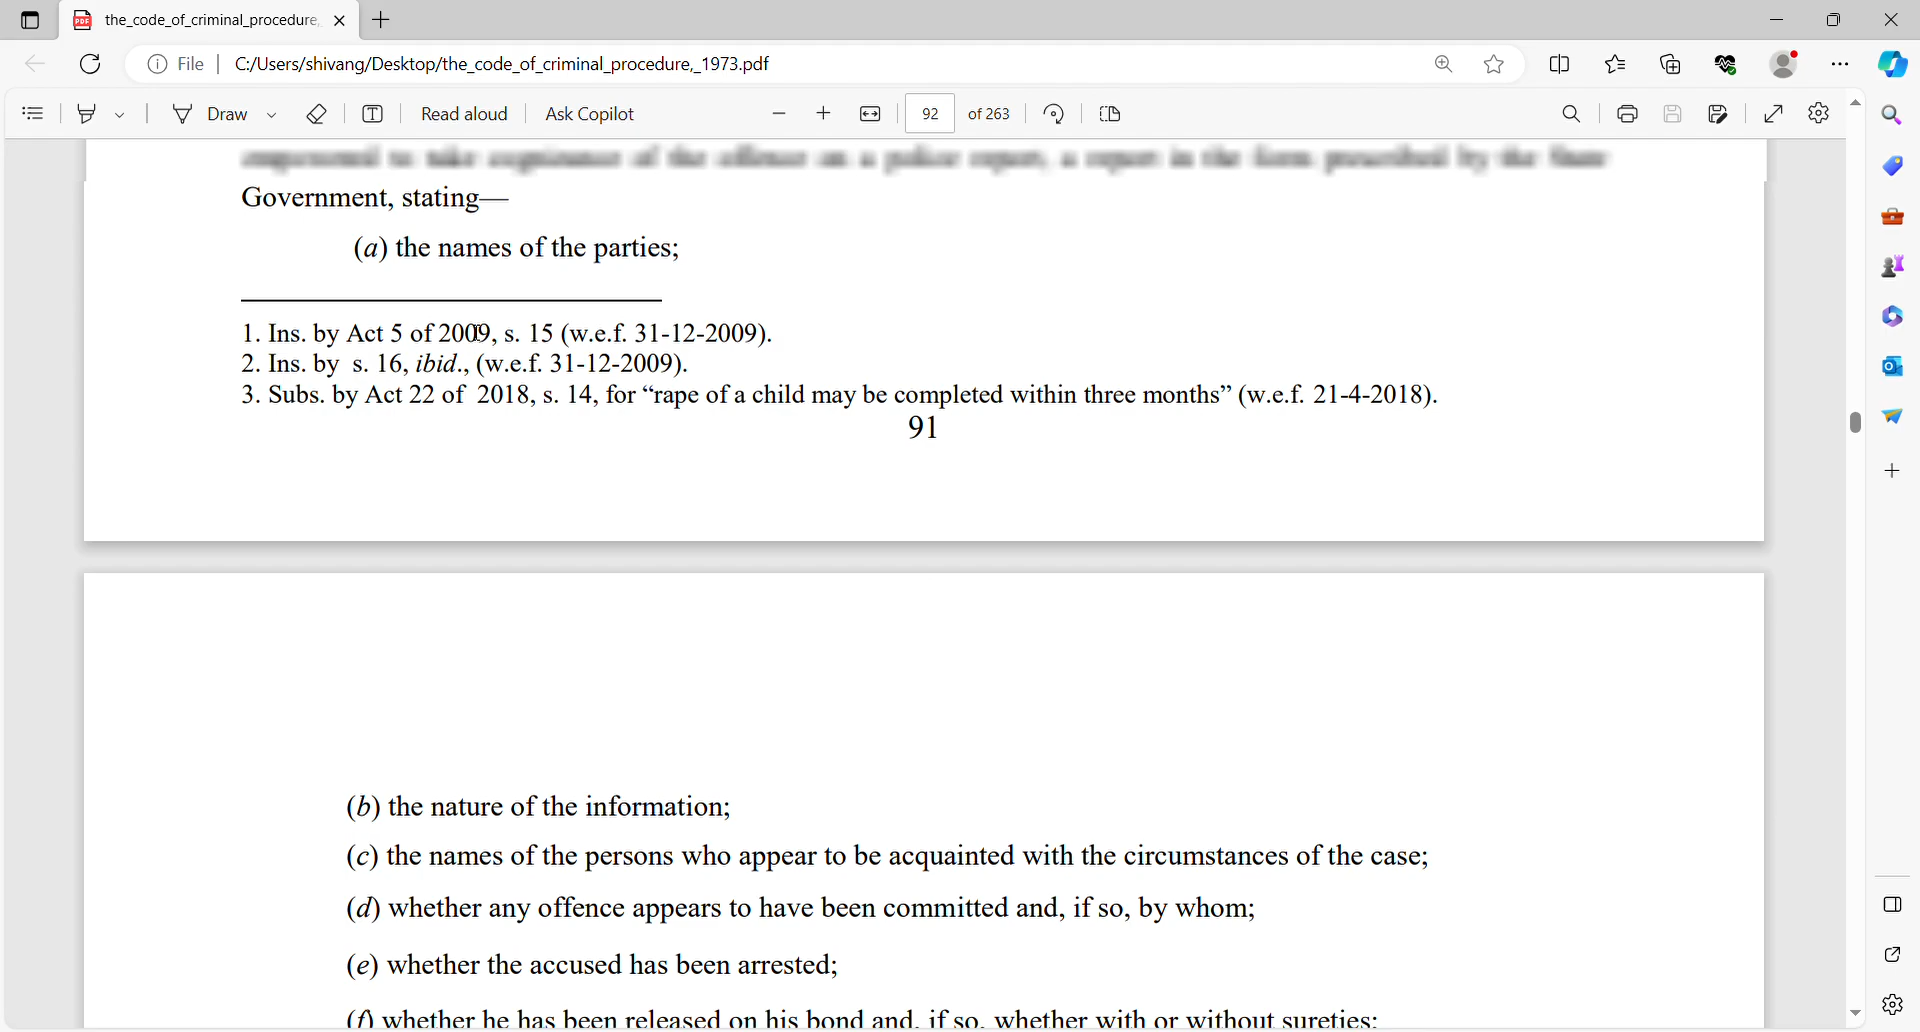 the_code_of_criminal_procedure,
File C:/Users/shivang/Desktop/the_code_of_criminal_procedure,_1973.pdf
Draw Read aloud Ask Copilot 92 of 263
Government, stating—
(a) the names of the parties;
1. Ins. by Act 5 of 2009, s. 15 (w.e.f. 31-12-2009).
2. Ins. by s. 16, ibid., (w.e.f. 31-12-2009).
3. Subs. by Act 22 of 2018, s. 14, for “rape of a child may be completed within three months” (w.e.f. 21-4-2018).
91
(b) the nature of the information;
(c) the names of the persons who appear to be acquainted with the circumstances of the case;
(d) whether any offence appears to have been committed and, if so, by whom;
(e) whether the accused has been arrested;
(f) whether he has been released on his bond and, if so, whether with or without sureties;